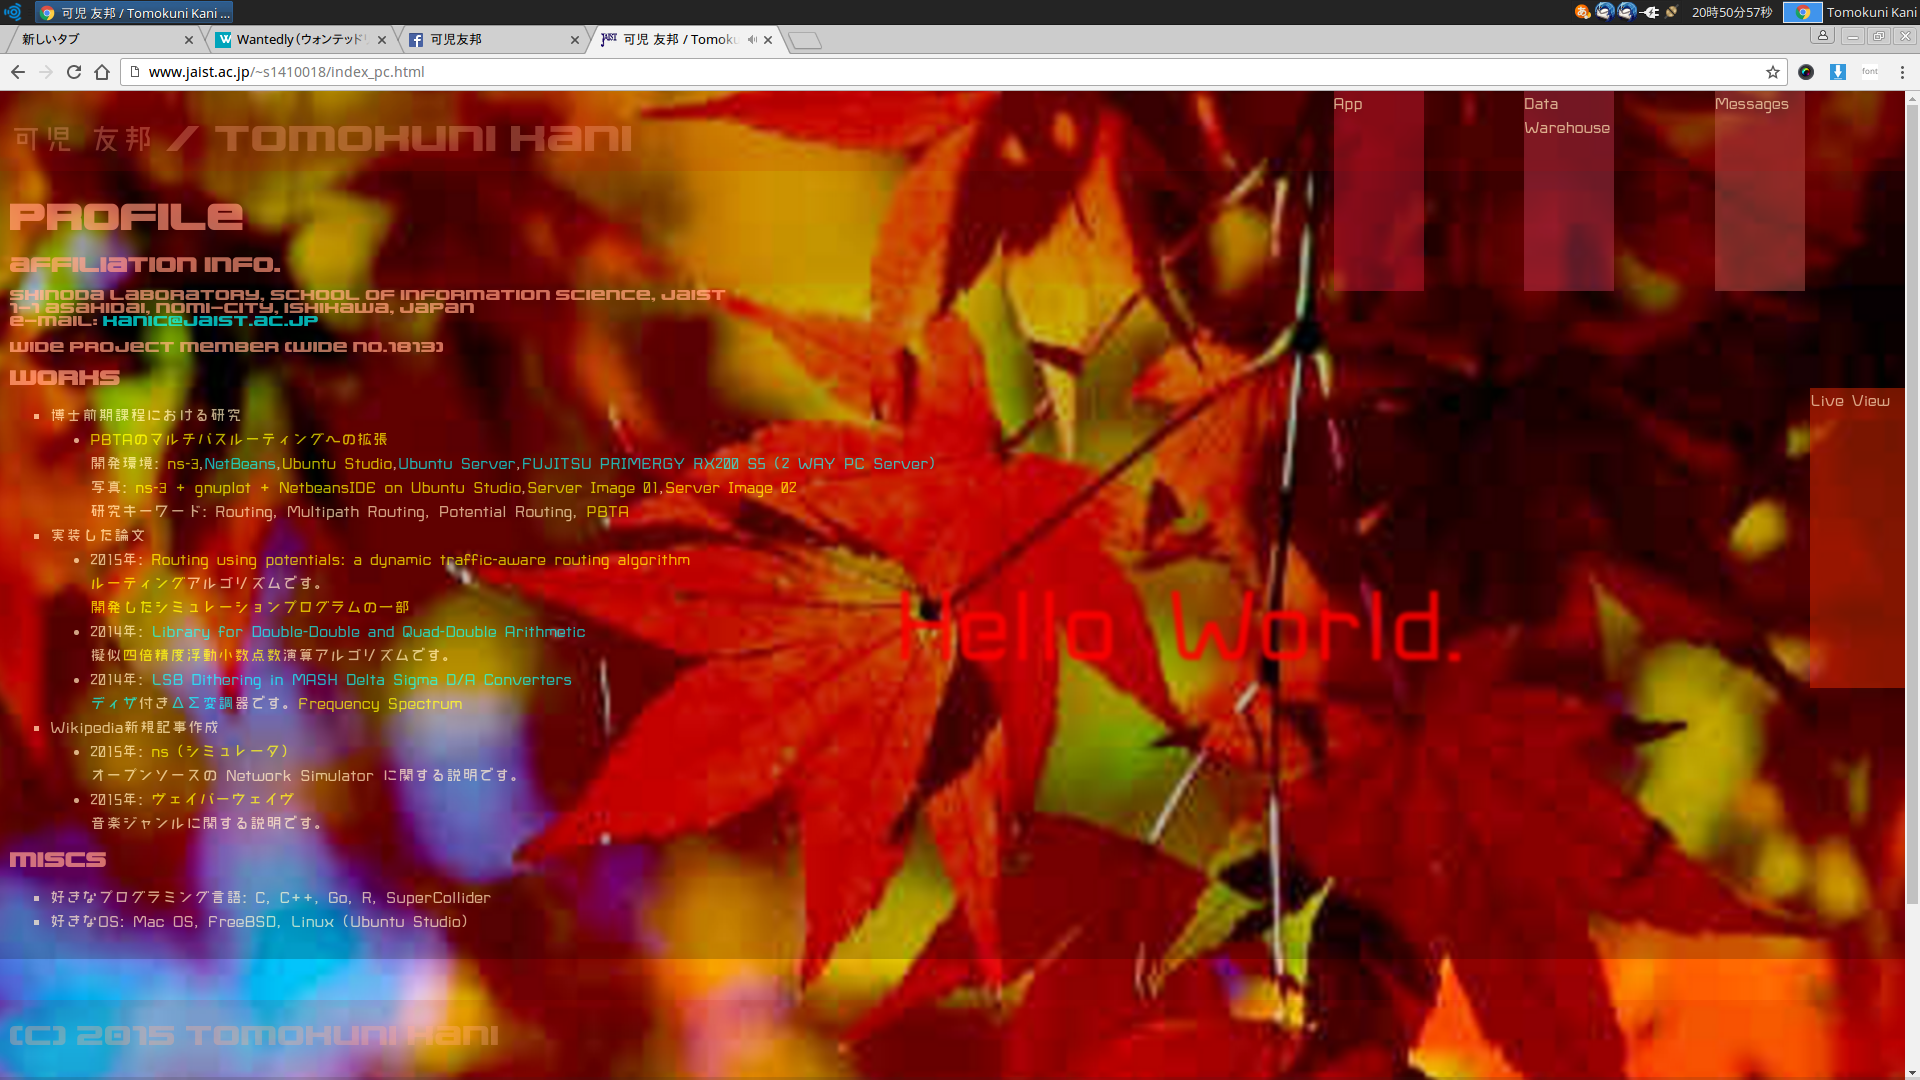 可児 友邦 / Tomokuni Kani ...
20時50分57秒
Tomokuni Kani
新しいタブ
Wantedly (ウォンテッド
可児友邦
可児 友邦 / Tomoku
www.jaist.ac.jp/~s1410018/index_pc.html
font
App
Data
Warehouse
Messages
可児 友邦 / Tomokuni Kani
Profile
Affiliation Info.
Shinoda Laboratory, School of Information Science, JAIST
1-1 Asahidai, Nomi-City, Ishikawa, Japan
e-mail: kanic@jaist.ac.jp
WIDE Project Member (WIDE No.1813)
Works
博士前期課程における研究
PBTAのマルチパスルーティングへの拡張
開発環境: ns-3,NetBeans,Ubuntu Studio,Ubuntu Server,FUJITSU PRIMERGY RX200 S5 (2 WAY PC Server)
写真: ns-3 + gnuplot + NetbeansIDE on Ubuntu Studio,Server Image 01,Server Image 02
研究キーワード: Routing, Multipath Routing, Potential Routing, PBTA
実装した論文
2015年: Routing using potentials: a dynamic traffic-aware routing algorithm
ルーティングアルゴリズムです。
開発したシミュレーションプログラムの一部
2014年: Library for Double-Double and Quad-Double Arithmetic
擬似四倍精度浮動小数点数演算アルゴリズムです。
2014年: LSB Dithering in MASH Delta Sigma D/A Converters
ディザ付きΔΣ変調器です。Frequency Spectrum
Wikipedia新規記事作成
2015年: ns (シミュレータ)
オープンソースの Network Simulator に関する説明です。
2015年: ヴェイパーウェイヴ
音楽ジャンルに関する説明です。
Miscs
好きなプログラミング言語: C, C++, Go, R, SuperCollider
好きなOS: Mac OS, FreeBSD, Linux (Ubuntu Studio)
Live View
Hello World.
(C) 2015 Tomokuni Kani